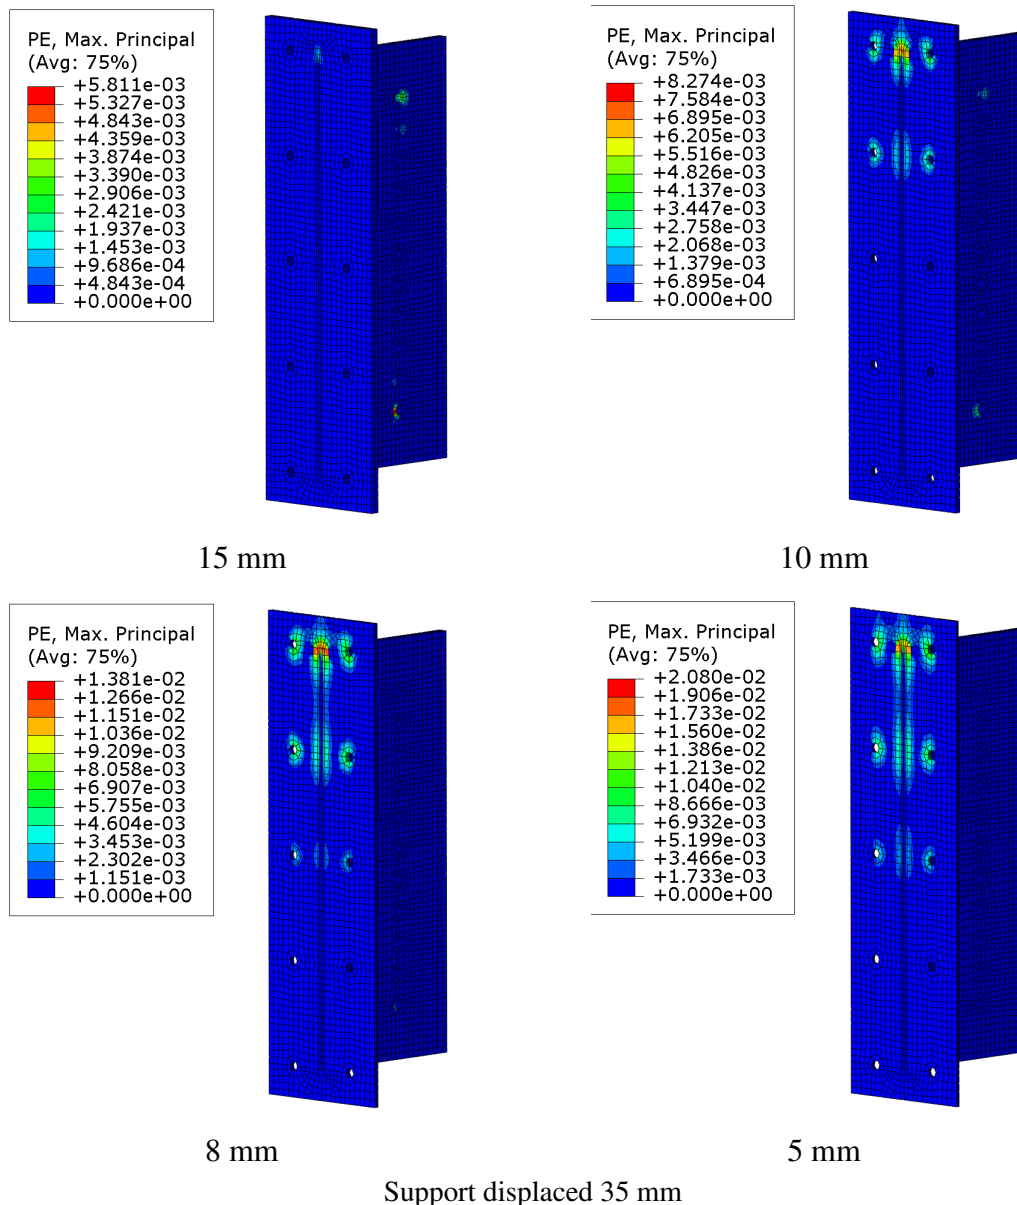 PE, Max. Principal
(Avg: 75%)
+5.811e-03
+5.327e-03
+4.843e-03
+4.359e-03
+3.874e-03
+3.390e-03
+2.906e-03
+2.421e-03
+1.937e-03
+1.453e-03
+9.686e-04
+4.843e-04
+0.000e+00
15 mm
PE, Max. Principal
(Avg: 75%)
+8.274e-03
+7.584e-03
+6.895e-03
+6.205e-03
+5.516e-03
+4.826e-03
+4.137e-03
+3.447e-03
+2.758e-03
+2.068e-03
+1.379e-03
+6.895e-04
+0.000e+00
10 mm
PE, Max. Principal
(Avg: 75%)
+1.381e-02
+1.266e-02
+1.151e-02
+1.036e-02
+9.209e-03
+8.058e-03
+6.907e-03
+5.755e-03
+4.604e-03
+3.453e-03
+2.302e-03
+1.151e-03
+0.000e+00
8 mm
PE, Max. Principal
(Avg: 75%)
+2.080e-02
+1.906e-02
+1.733e-02
+1.560e-02
+1.386e-02
+1.213e-02
+1.040e-02
+8.666e-03
+6.932e-03
+5.199e-03
+3.466e-03
+1.733e-03
+0.000e+00
5 mm
Support displaced 35 mm